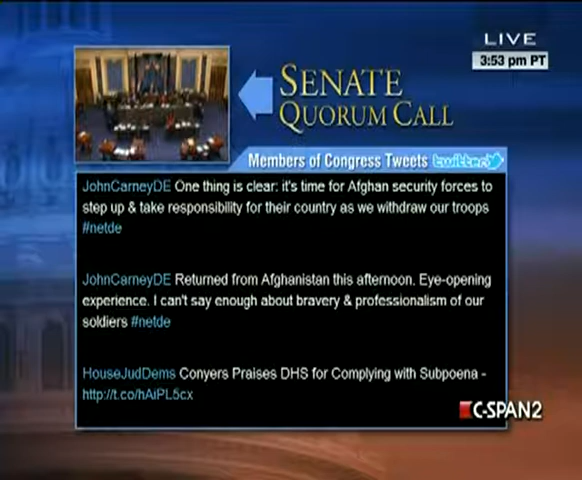 LIVE
3:53 pm PT
SENATE
QUORUM CALL
Members of Congress Tweets twitter
JohnCarneyDE One thing is clear: it's time for Afghan security forces to
step up & take responsibility for their country as we withdraw our troops
#netde
JohnCarneyDE Returned from Afghanistan this afternoon. Eye-opening
experience. I can't say enough about bravery & professionalism of our
soldiers #netde
HouseJudDems Conyers Praises DHS for Complying with Subpoena -
http://t.co/hAiPL5cx
C-SPAN2